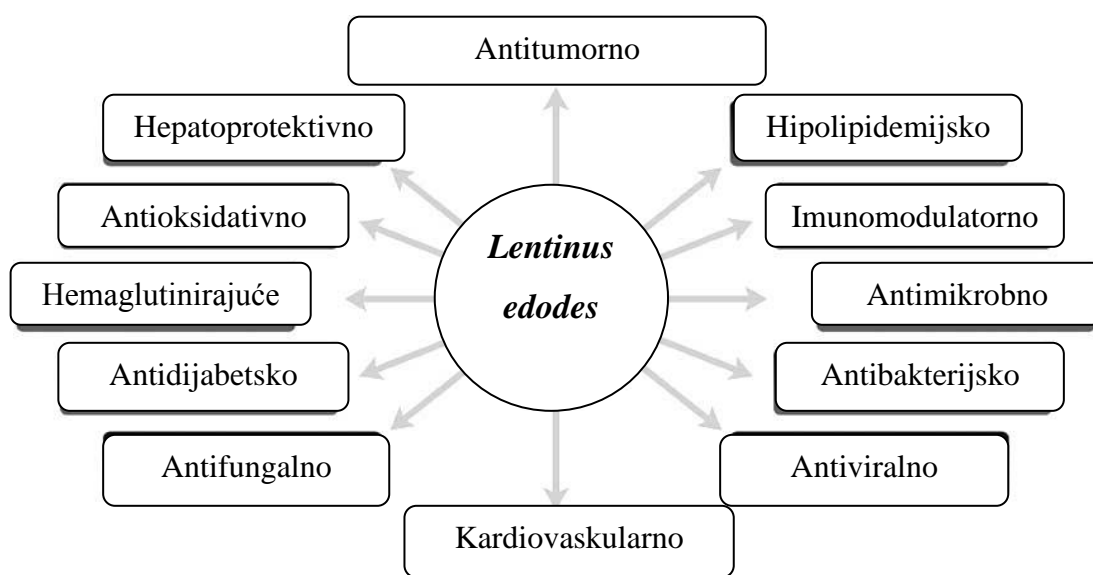 Antitumorno
Hepatoprotektivno
Hipolipidemijsko
Antioksidativno
Imunomodulatorno
Lentinus
edodes
Hemaglutinirajuće
Antimikrobno
Antidijabetsko
Antibakterijsko
Antifungalno
Antiviralno
Kardiovaskularno